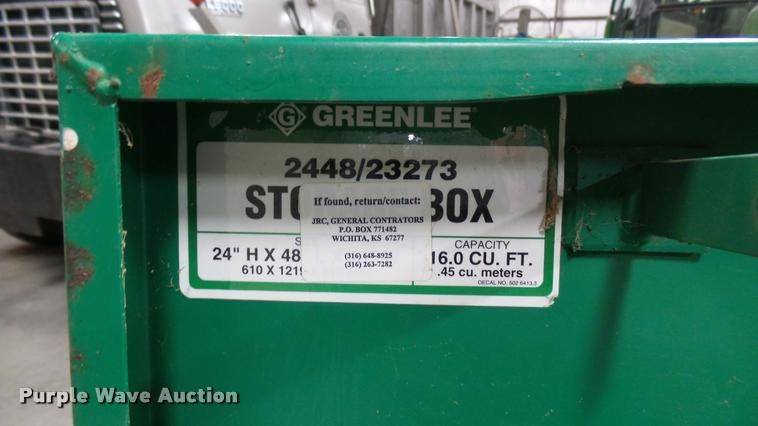 GREENLEE
2448/23273
STO BOX
If found, return/contact:
JRC, GENERAL CONTRATORS
P.O. BOX 771482
WICHITA, KS 67277
(316) 648-8925
(316) 263-7282
S
24" H X 48
610 X 1219
CAPACITY
16.0 CU. FT.
.45 cu. meters
DECAL NO. 502 6413.3
Purple Wave Auction